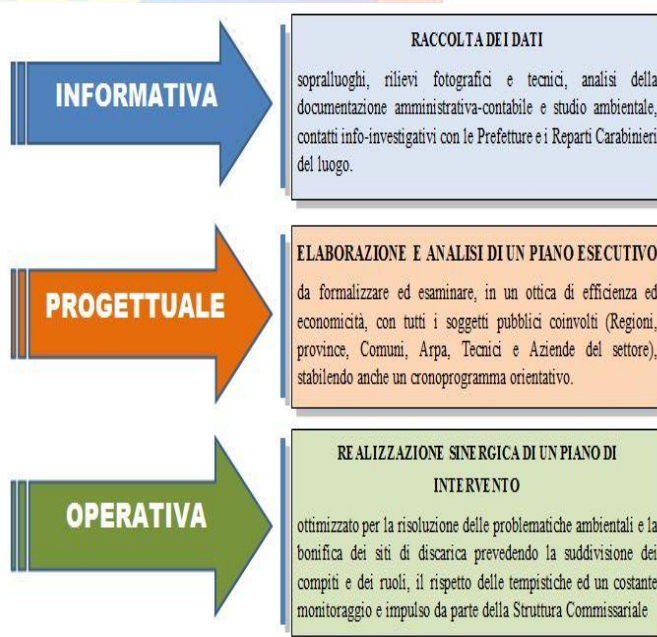 INFORMATIVA
RACCOLTA DEI DATI
sopralluoghi, rilievi fotografici e tecnici, analisi della
documentazione amministrativa-contabile e studio ambientale,
contatti info-investigativi con le Prefetture e i Reparti Carabinieri
del luogo.
PROGETTUALE
ELABORAZIONE E ANALISI DI UN PIANO ESECUTIVO
da formalizzare ed esaminare, in un ottica di efficienza ed
economicità, con tutti i soggetti pubblici coinvolti (Regioni,
province, Comuni, Arpa, Tecnici e Aziende del settore),
stabilendo anche un cronoprogramma orientativo.
OPERATIVA
REALIZZAZIONE SINERGICA DI UN PIANO DI
INTERVENTO
ottimizzato per la risoluzione delle problematiche ambientali e la
bonifica dei siti di discarica prevedendo la suddivisione dei
compiti e dei ruoli, il rispetto delle tempistiche ed un costante
monitoraggio e impulso da parte della Struttura Commissariale